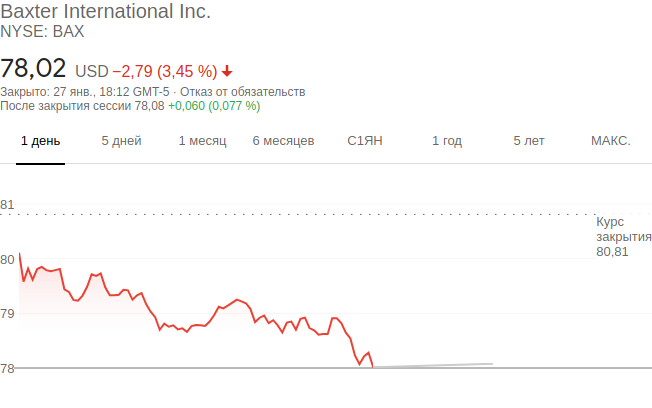 Baxter International Inc.
NYSE: BAX
78,02 USD −2,79 (3,45 %)
Закрыто: 27 янв., 18:12 GMT-5 · Отказ от обязательств
После закрытия сессии 78,08 +0,060 (0,077 %)
1 день 5 дней 1 месяц 6 месяцев С1ЯН 1 год 5 лет МАКС.
81
Курс
закрытия
80,81
80
79
78